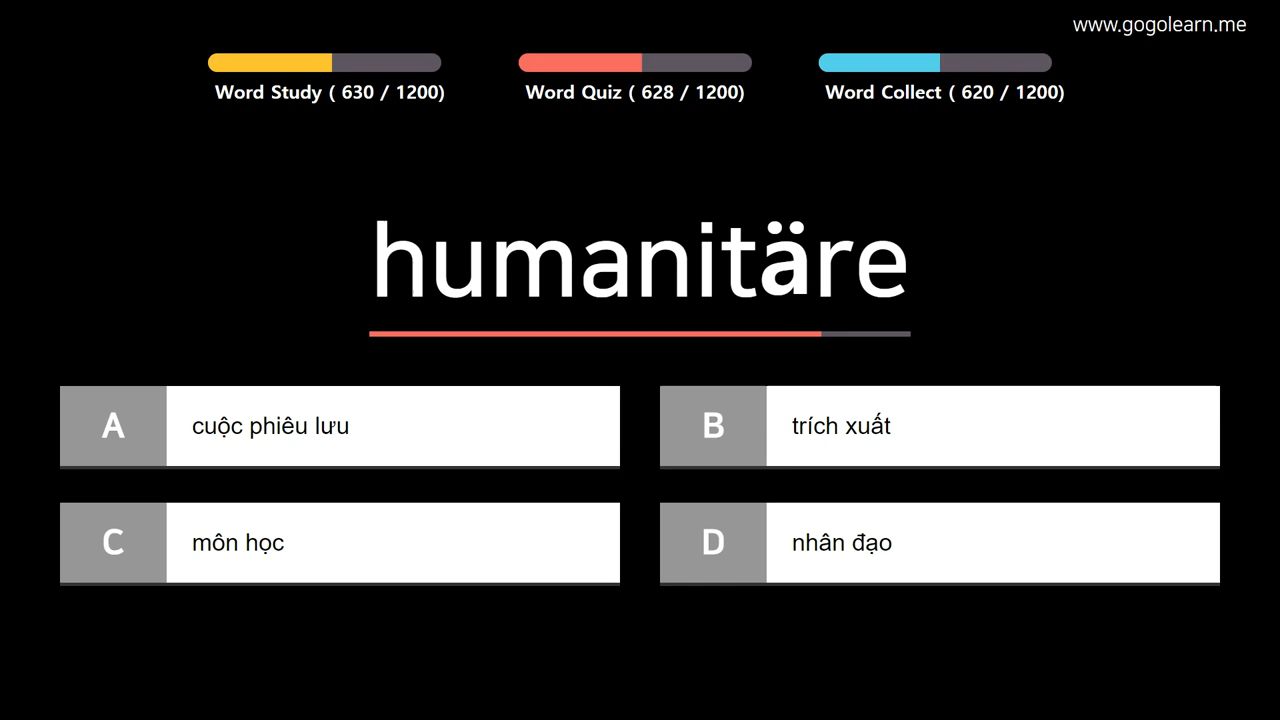 www.gogolearn.me
Word Study ( 630 / 1200)
Word Quiz ( 628 / 1200)
Word Collect ( 620 / 1200)
humanitäre
A cuộc phiêu lưu
B trích xuất
C môn học
D nhân đạo